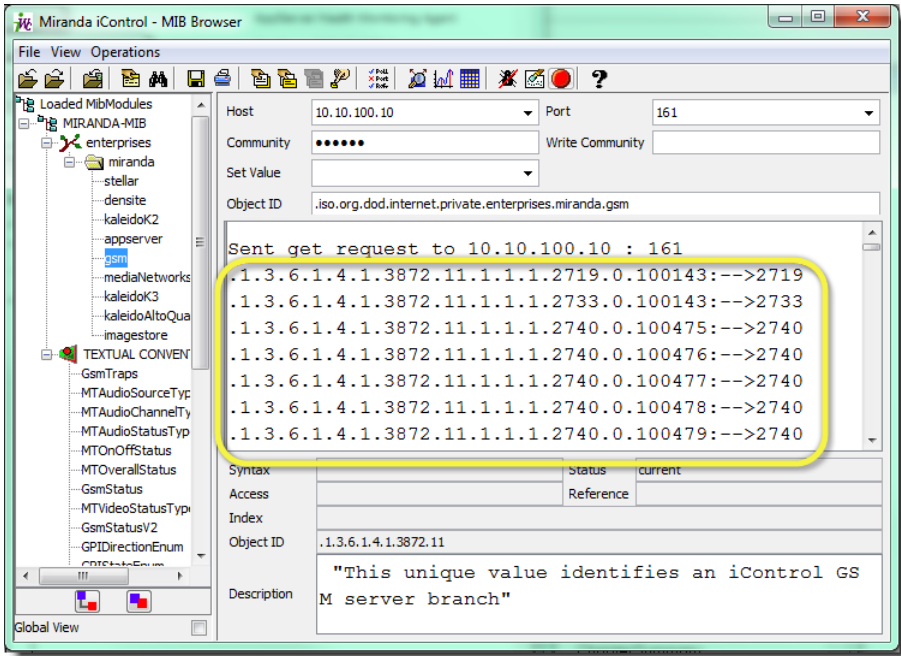 Miranda iControl - MIB Browser
File View Operations
Loaded MibModules
MIRANDA-MIB
enterprises
miranda
stellar
densite
kaleidoK2
appserver
gsm
mediaNetworks
kaleidoK3
kaleidoAltoQua
imagestore
TEXTUAL CONVEN
GsmTraps
MTAudioSourceTyp
MTAudioChannelTy
MTAudioStatusTyp
MTOnOffStatus
MTOverallStatus
GsmStatus
MTVideoStatusType
GsmStatusV2
GPIDirectionEnum
GPIStateEnum
Global View
Host 10.10.100.10 Port 161
Community •••••• Write Community
Set Value
Object ID .iso.org.dod.internet.private.enterprises.miranda.gsm
Sent get request to 10.10.100.10 : 161
.1.3.6.1.4.1.3872.11.1.1.1.2719.0.100143:-->2719
.1.3.6.1.4.1.3872.11.1.1.1.2733.0.100143:-->2733
.1.3.6.1.4.1.3872.11.1.1.1.2740.0.100475:-->2740
.1.3.6.1.4.1.3872.11.1.1.1.2740.0.100476:-->2740
.1.3.6.1.4.1.3872.11.1.1.1.2740.0.100477:-->2740
.1.3.6.1.4.1.3872.11.1.1.1.2740.0.100478:-->2740
.1.3.6.1.4.1.3872.11.1.1.1.2740.0.100479:-->2740
Syntax Status current
Access Reference
Index
Object ID .1.3.6.1.4.1.3872.11
Description "This unique value identifies an iControl GS
M server branch"